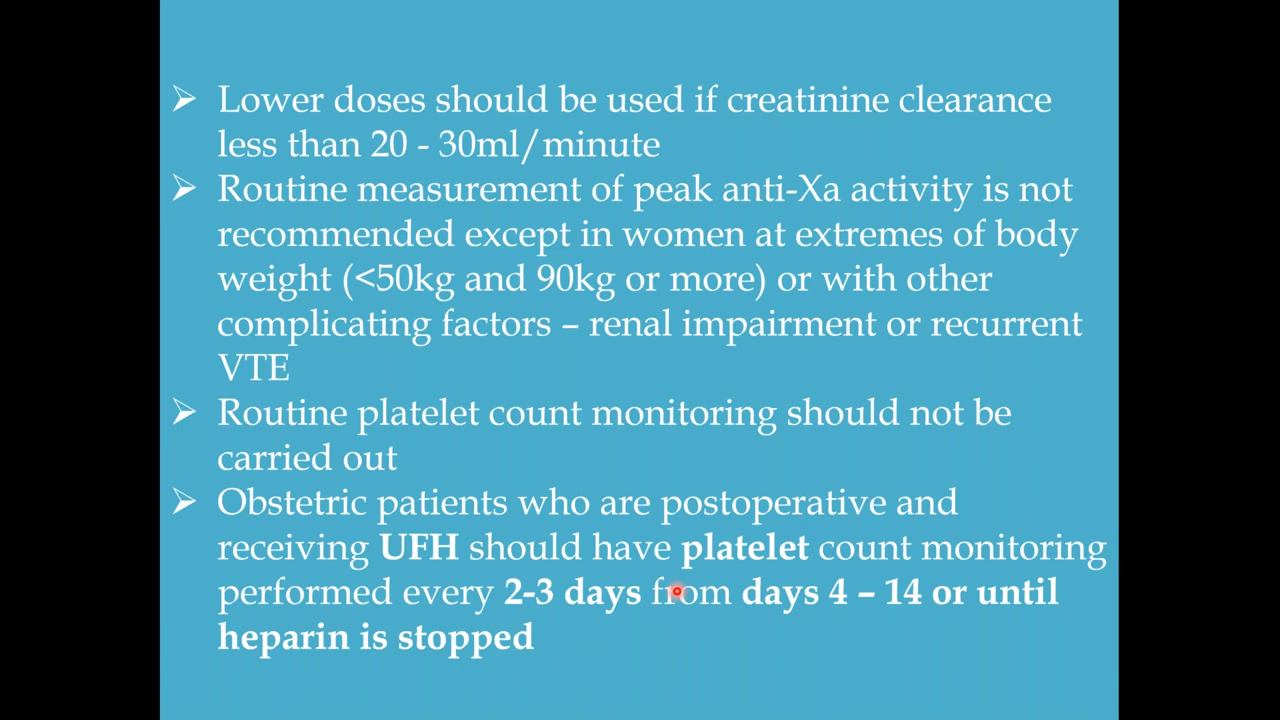 ➢ Lower doses should be used if creatinine clearance
less than 20 - 30ml/minute
➢ Routine measurement of peak anti-Xa activity is not
recommended except in women at extremes of body
weight (<50kg and 90kg or more) or with other
complicating factors – renal impairment or recurrent
VTE
➢ Routine platelet count monitoring should not be
carried out
➢ Obstetric patients who are postoperative and
receiving UFH should have platelet count monitoring
performed every 2-3 days from days 4 – 14 or until
heparin is stopped